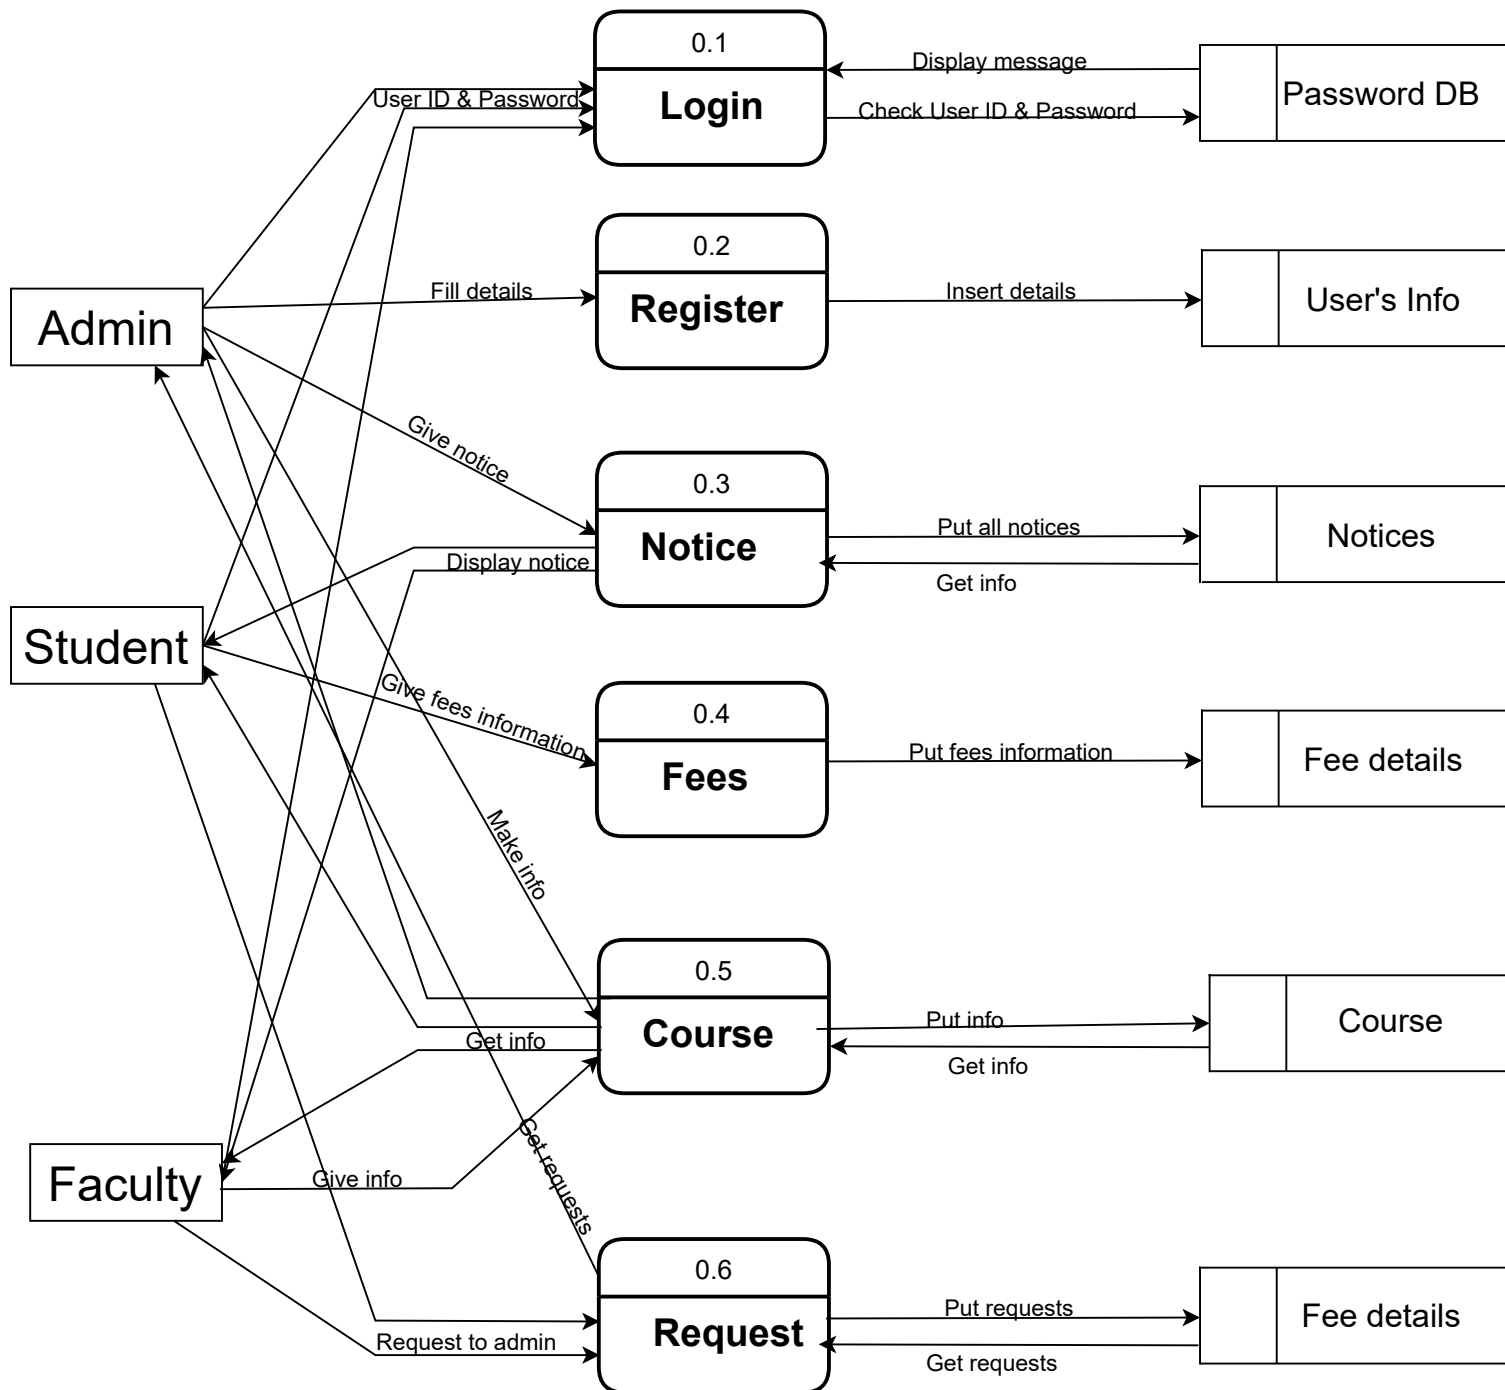 0.1
Login
Display message
Check User ID & Password
Password DB
User ID & Password
0.2
Register
Fill details
Insert details
User's Info
Admin
Give notice
0.3
Notice
Put all notices
Get info
Notices
Display notice
Student
Give fees information
0.4
Fees
Put fees information
Fee details
Make info
0.5
Course
Put info
Get info
Course
Get info
Faculty
Give info
Get requests
0.6
Request
Put requests
Get requests
Fee details
Request to admin